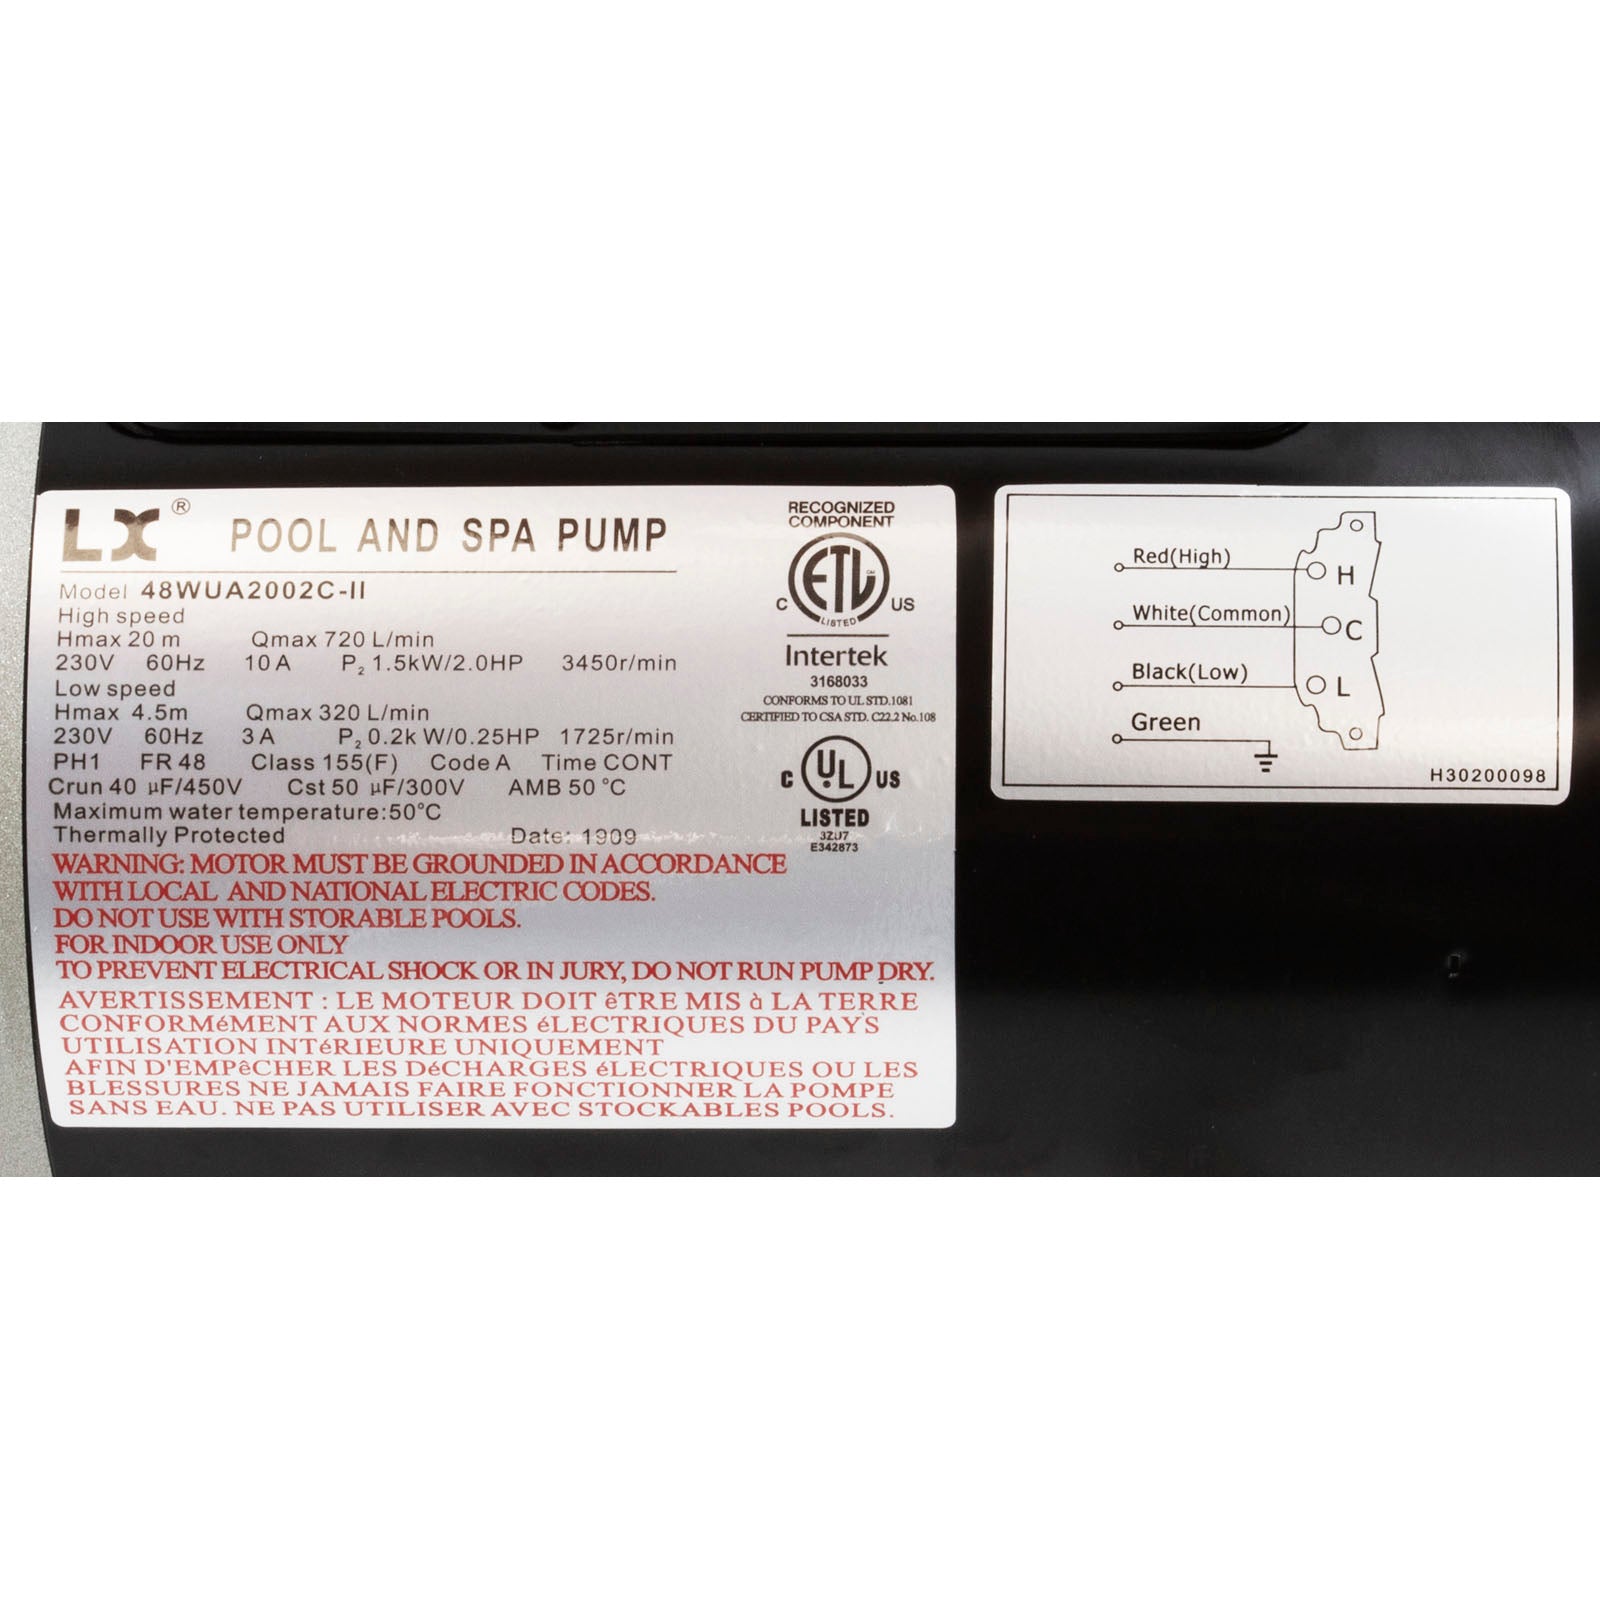 LX® POOL AND SPA PUMP
Model 48WUA2002C-II
High speed
Hmax 20 m Qmax 720 L/min
230V 60Hz 10 A P2 1.5kW/2.0HP 3450r/min
Low speed
Hmax 4.5m Qmax 320 L/min
230V 60Hz 3 A P2 0.2k W/0.25HP 1725r/min
PH1 FR 48 Class 155(F) Code A Time CONT
Crun 40 μF/450V Cst 50 μF/300V AMB 50 °C
Maximum water temperature:50°C
Thermally Protected Date: 1909
RECOGNIZED
COMPONENT
ETL
C US
LISTED
CM
Intertek
3168033
CONFORMS TO UL STD.1081
CERTIFIED TO CSA STD. C22.2 No.108
C UL US
LISTED
3ZU7
E342873
WARNING: MOTOR MUST BE GROUNDED IN ACCORDANCE
WITH LOCAL AND NATIONAL ELECTRIC CODES.
DO NOT USE WITH STORABLE POOLS.
FOR INDOOR USE ONLY
TO PREVENT ELECTRICAL SHOCK OR IN JURY, DO NOT RUN PUMP DRY.
AVERTISSEMENT : LE MOTEUR DOIT êTRE MIS à LA TERRE
CONFORMéMENT AUX NORMES éLECTRIQUES DU PAYS
UTILISATION INTéRIEURE UNIQUEMENT
AFIN D'EMPêCHER LES DéCHARGES éLECTRIQUES OU LES
BLESSURES NE JAMAIS FAIRE FONCTIONNER LA POMPE
SANS EAU. NE PAS UTILISER AVEC STOCKABLES POOLS.
Red(High) H
White(Common) C
Black(Low) L
Green
H30200098